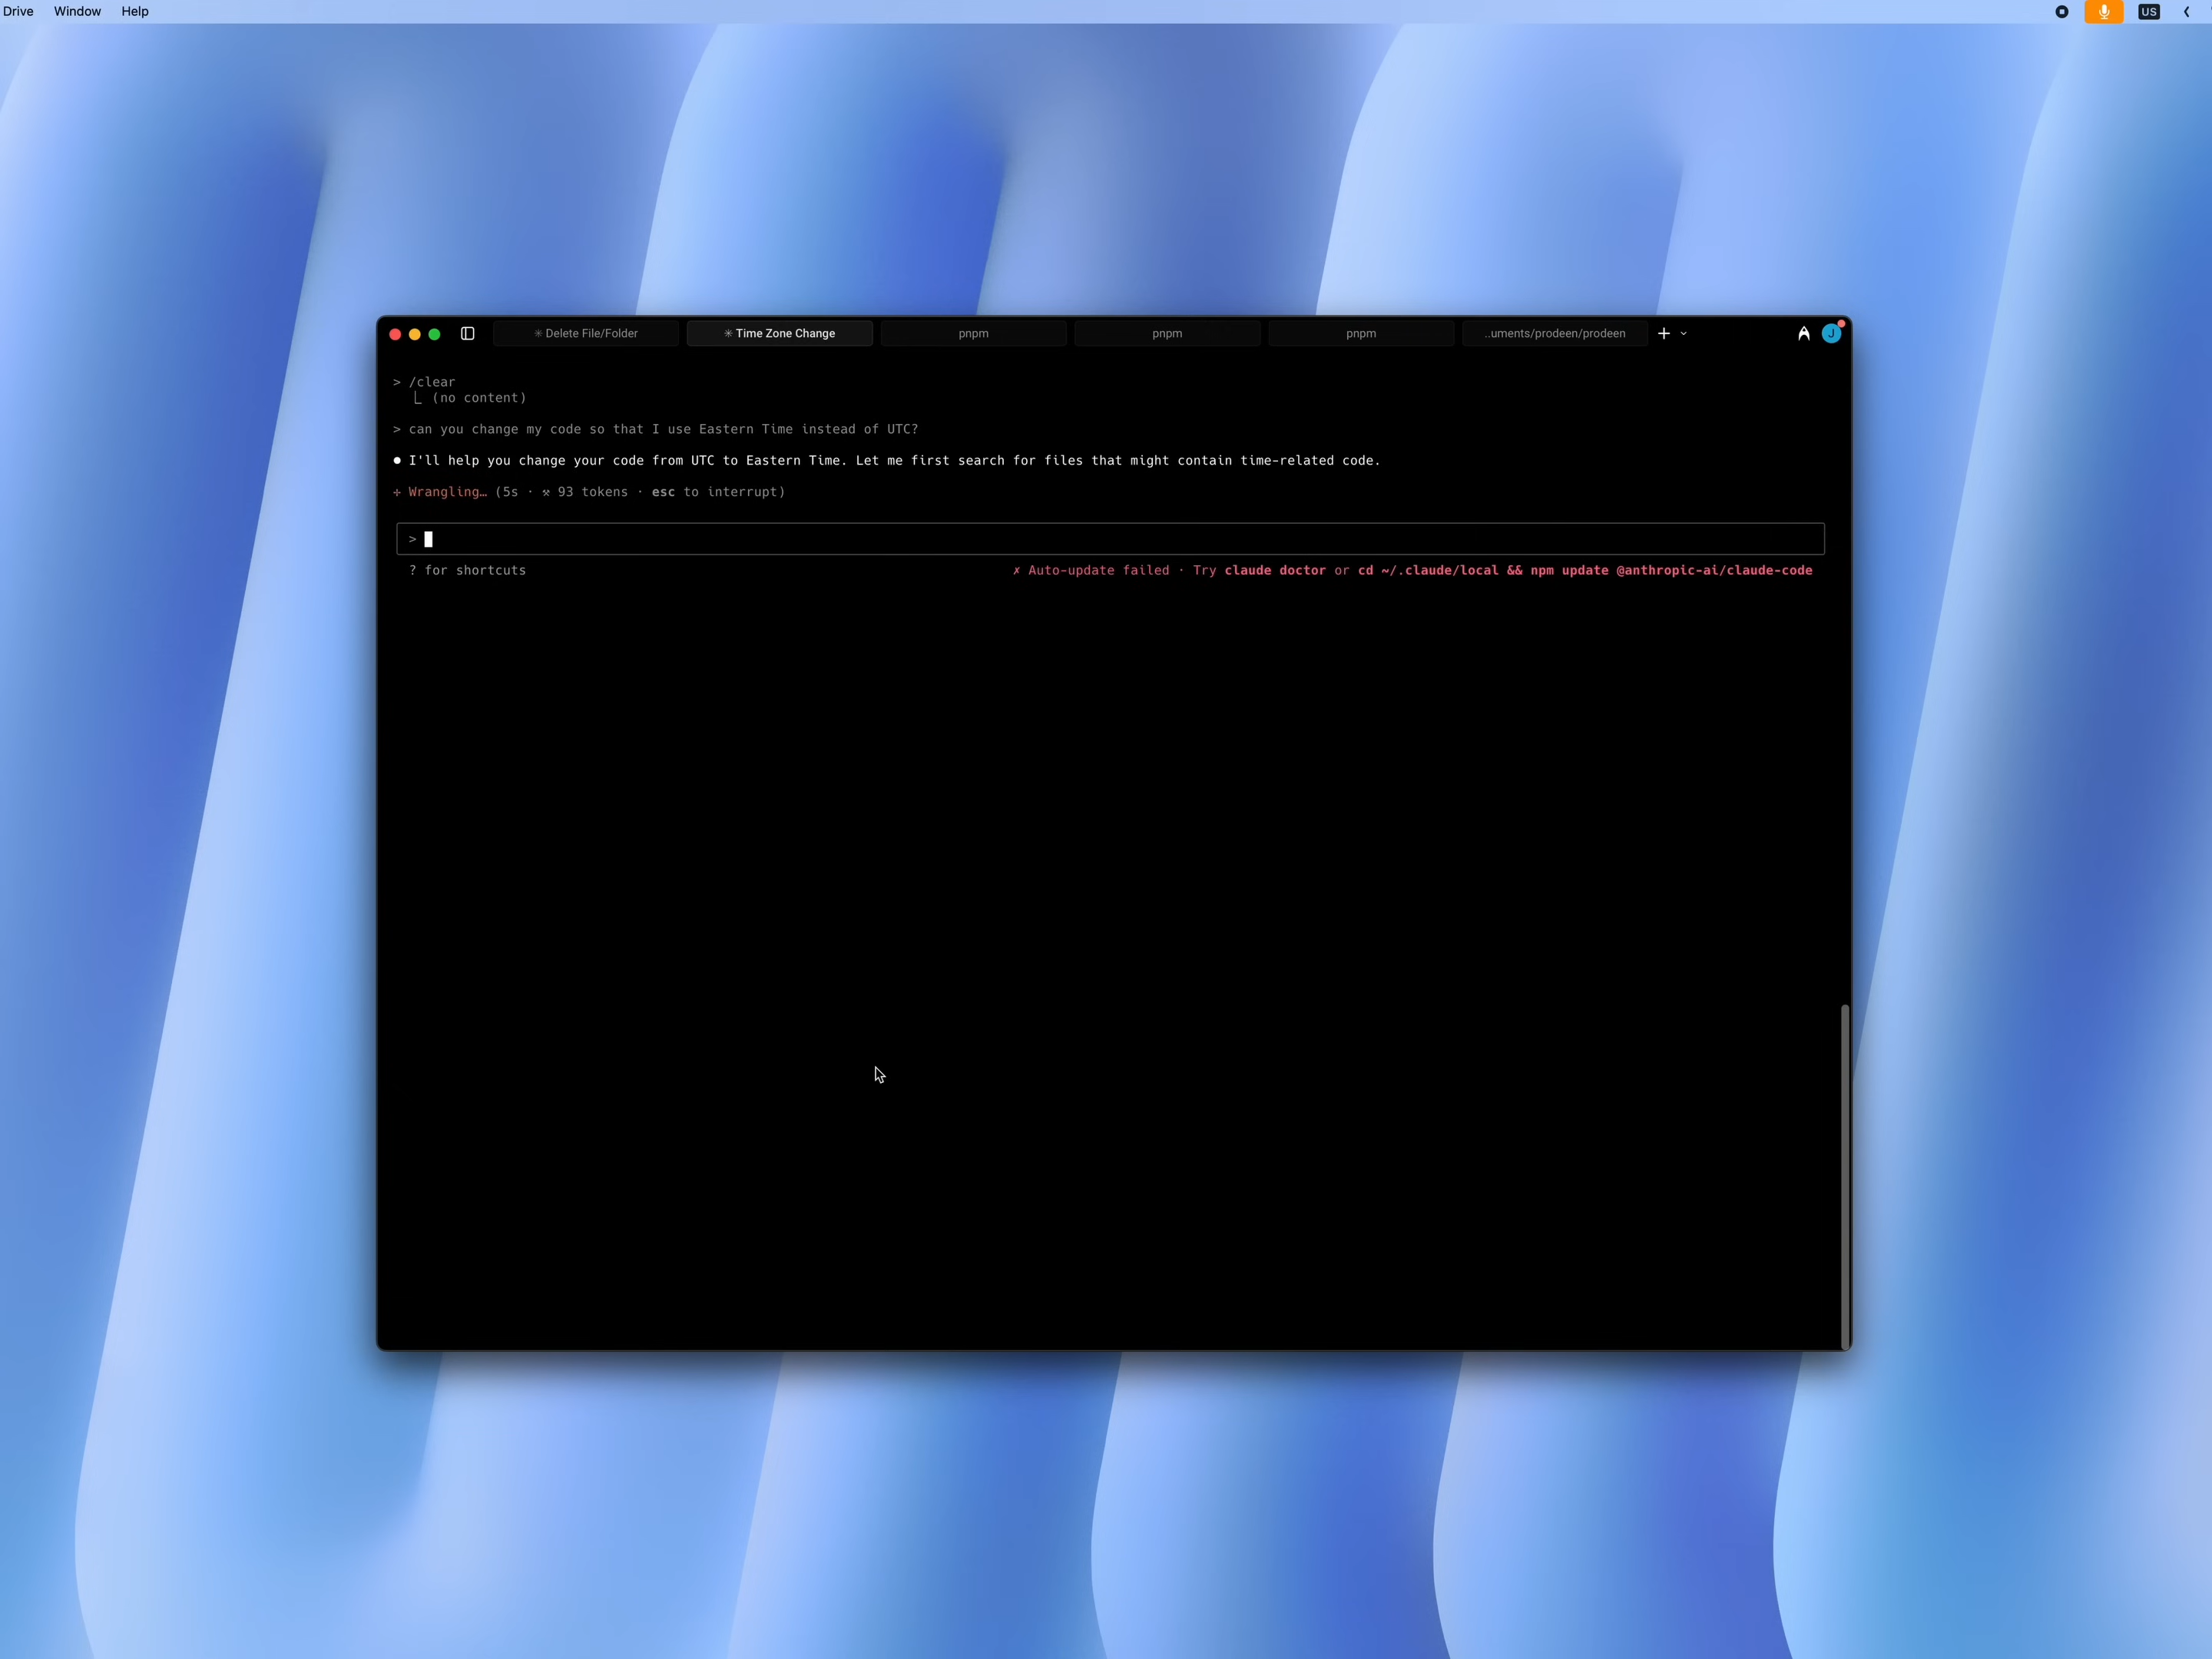 Drive Window Help US
✳ Delete File/Folder ✳ Time Zone Change pnpm pnpm pnpm ..uments/prodeen/prodeen J
> /clear
⎿ (no content)
> can you change my code so that I use Eastern Time instead of UTC?
● I'll help you change your code from UTC to Eastern Time. Let me first search for files that might contain time-related code.
✢ Wrangling… (5s · ⚒ 93 tokens · esc to interrupt)
>
? for shortcuts ✗ Auto-update failed · Try claude doctor or cd ~/.claude/local && npm update @anthropic-ai/claude-code